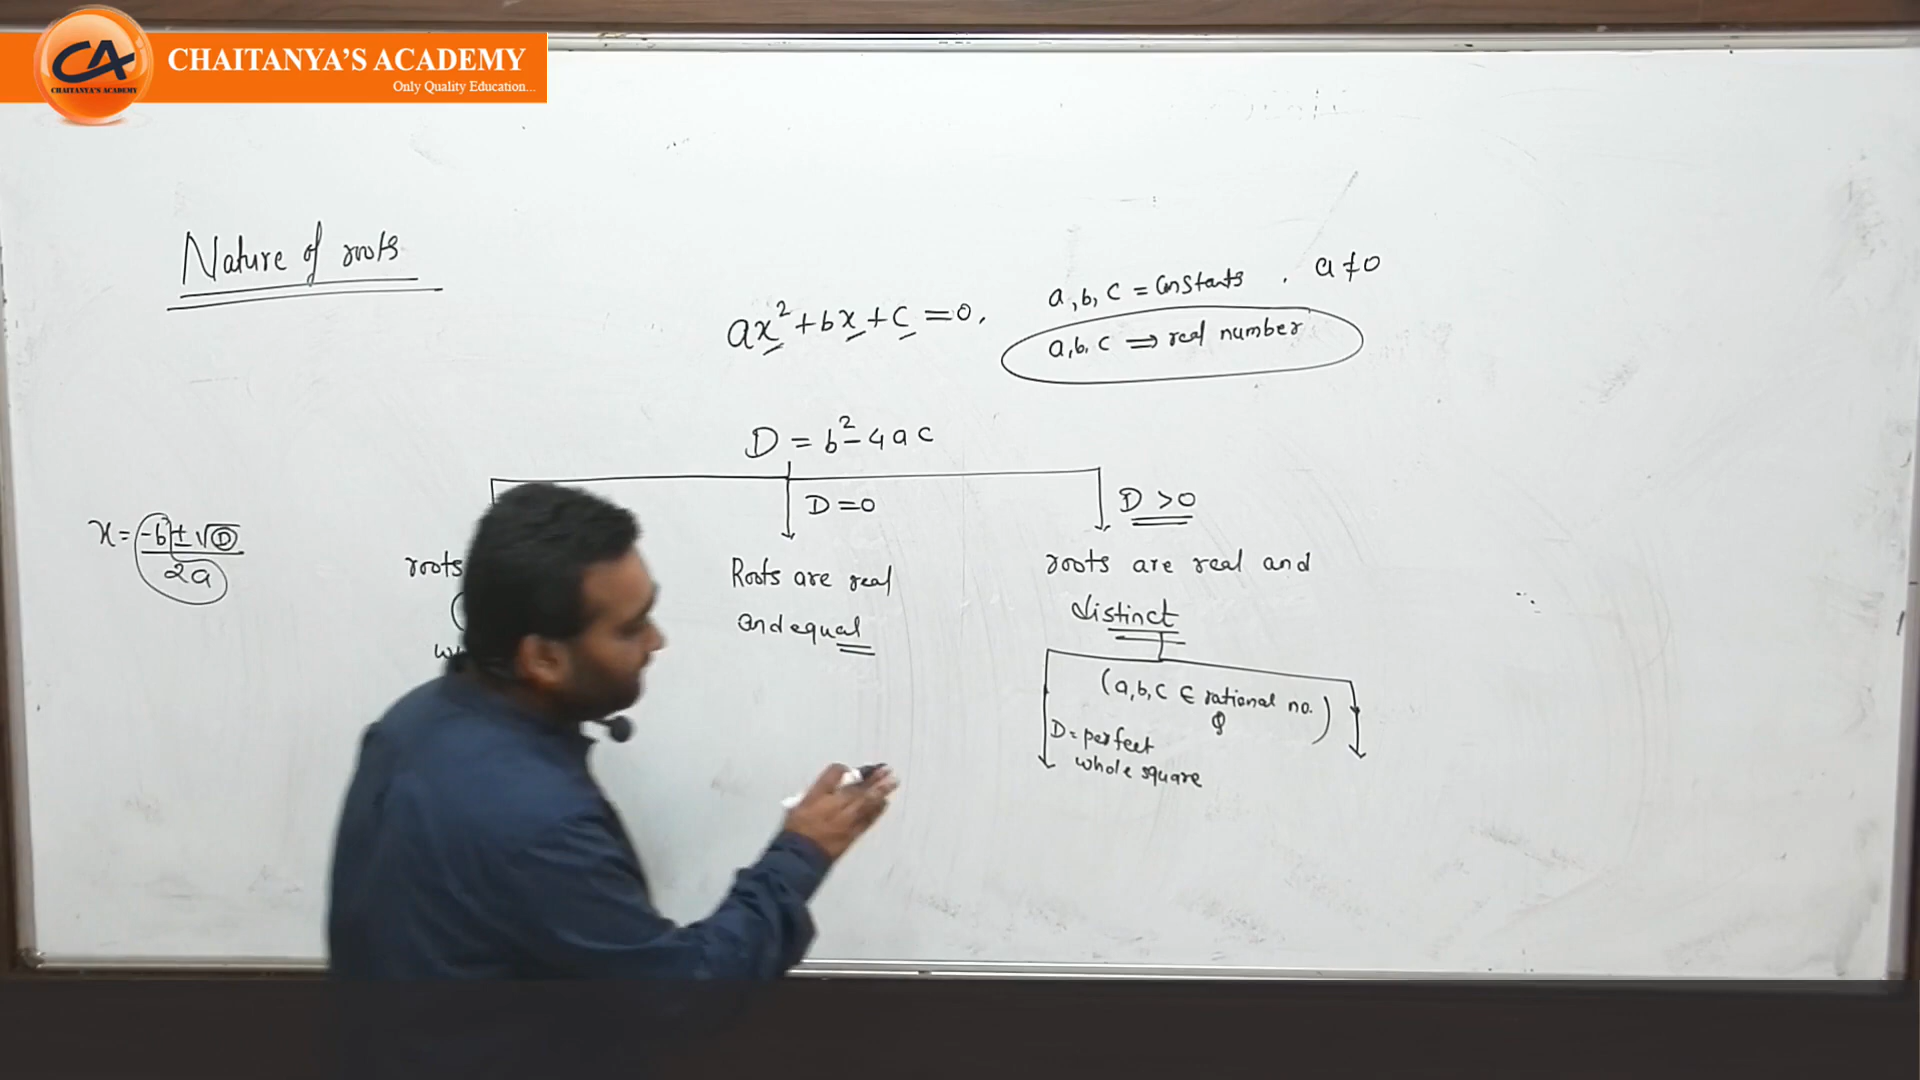 CHAITANYA'S ACADEMY
Only Quality Education...
CA
CHAITANYA'S ACADEMY
Nature of roots
ax² + bx + c = 0,
a, b, c = constants , a ≠ 0
a, b, c ⇒ real number
D = b² - 4ac
D = 0
D > 0
x = -b ± √D / 2a
roots
Roots are real
and equal
roots are real and
distinct
(a, b, c ∈ rational no.)
Q
D = perfect
whole square